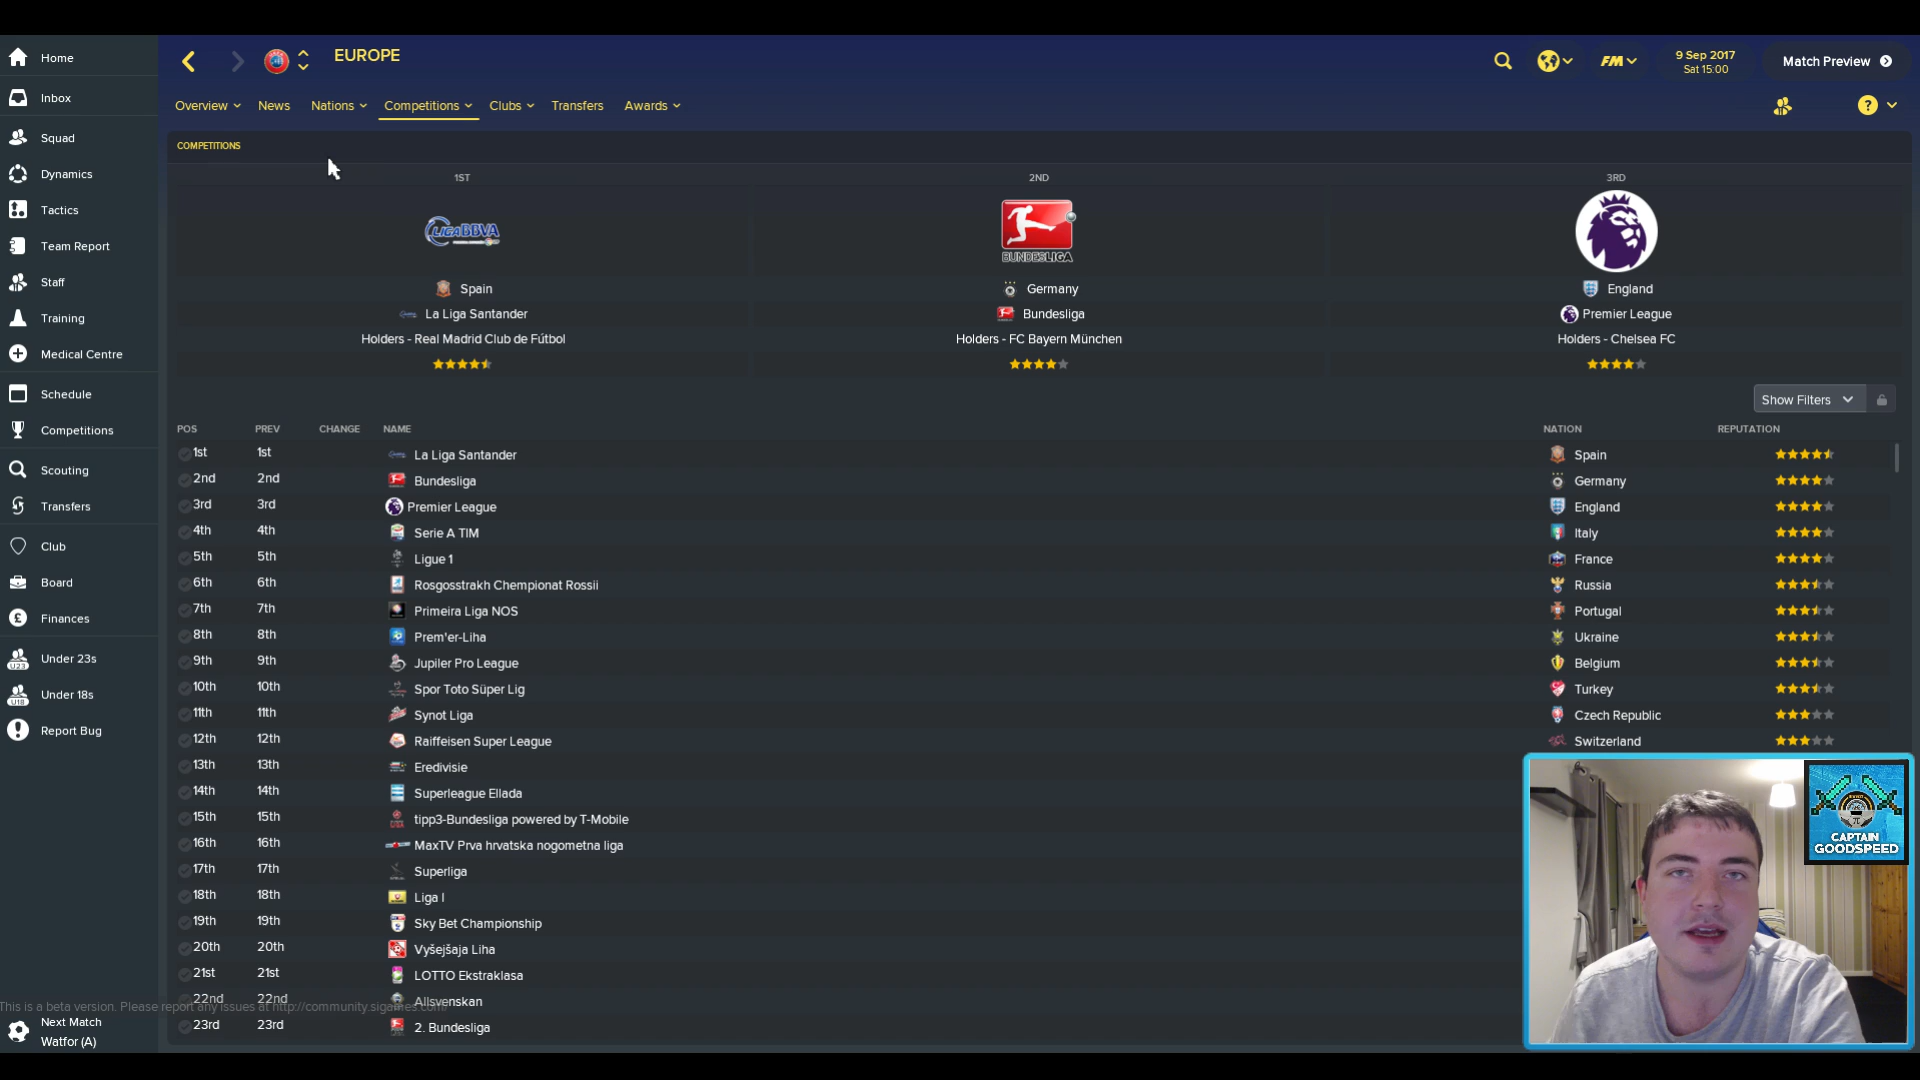 Home
Inbox
Squad
Dynamics
Tactics
Team Report
Staff
Training
Medical Centre
Schedule
Competitions
Scouting
Transfers
Club
Board
Finances
Under 23s
Under 18s
Report Bug
Next Match
Watfor (A)
EUROPE
FM
9 Sep 2017
Sat 15:00
Match Preview
Overview News Nations Competitions Clubs Transfers Awards
?
COMPETITIONS
1ST 2ND 3RD
LIGABBVA BUNDESLIGA
Spain Germany England
La Liga Santander Bundesliga Premier League
Holders - Real Madrid Club de Fútbol Holders - FC Bayern München Holders - Chelsea FC
Show Filters
POS PREV CHANGE NAME NATION REPUTATION
1st 1st La Liga Santander Spain
2nd 2nd Bundesliga Germany
3rd 3rd Premier League England
4th 4th Serie A TIM Italy
5th 5th Ligue 1 France
6th 6th Rosgosstrakh Chempionat Rossii Russia
7th 7th Primeira Liga NOS Portugal
8th 8th Prem'er-Liha Ukraine
9th 9th Jupiler Pro League Belgium
10th 10th Spor Toto Süper Lig Turkey
11th 11th Synot Liga Czech Republic
12th 12th Raiffeisen Super League Switzerland
13th 13th Eredivisie
14th 14th Superleague Ellada
15th 15th tipp3-Bundesliga powered by T-Mobile
16th 16th MaxTV Prva hrvatska nogometna liga
17th 17th Superliga
18th 18th Liga I
19th 19th Sky Bet Championship
20th 20th Vyšejšaja Liha
21st 21st LOTTO Ekstraklasa
22nd 22nd Allsvenskan
23rd 23rd 2. Bundesliga
This is a beta version. Please report any issues at http://community.sigames.com/
CAPTAIN
GOODSPEED